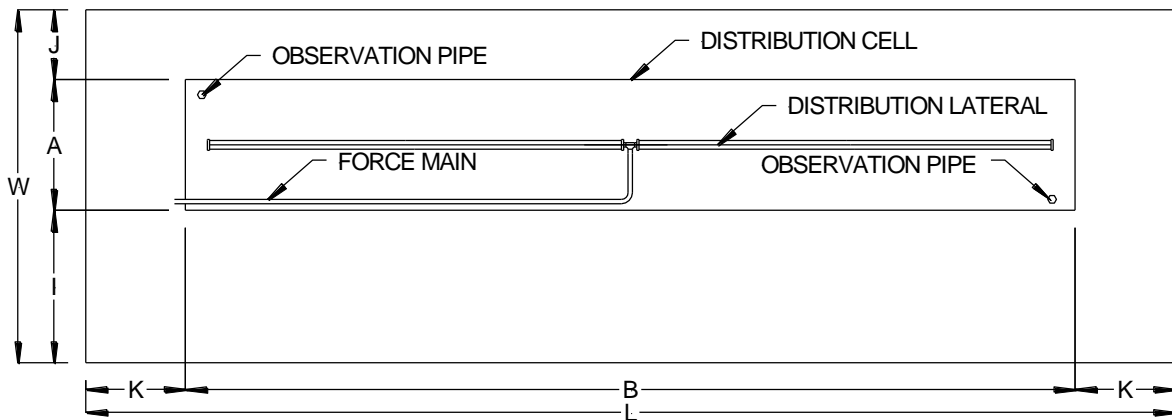 J
DISTRIBUTION CELL
OBSERVATION PIPE
DISTRIBUTION LATERAL
A
FORCE MAIN
OBSERVATION PIPE
W
I
K
B
K
L